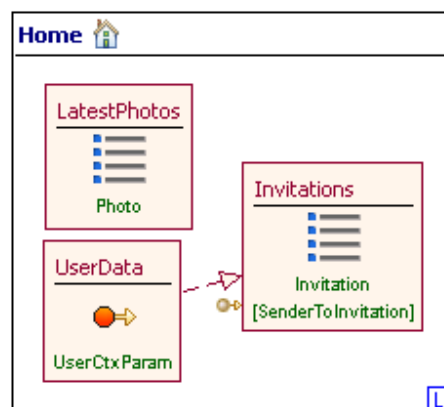 Home
LatestPhotos
Photo
Invitations
Invitation
[SenderToInvitation]
UserData
UserCtxParam
L